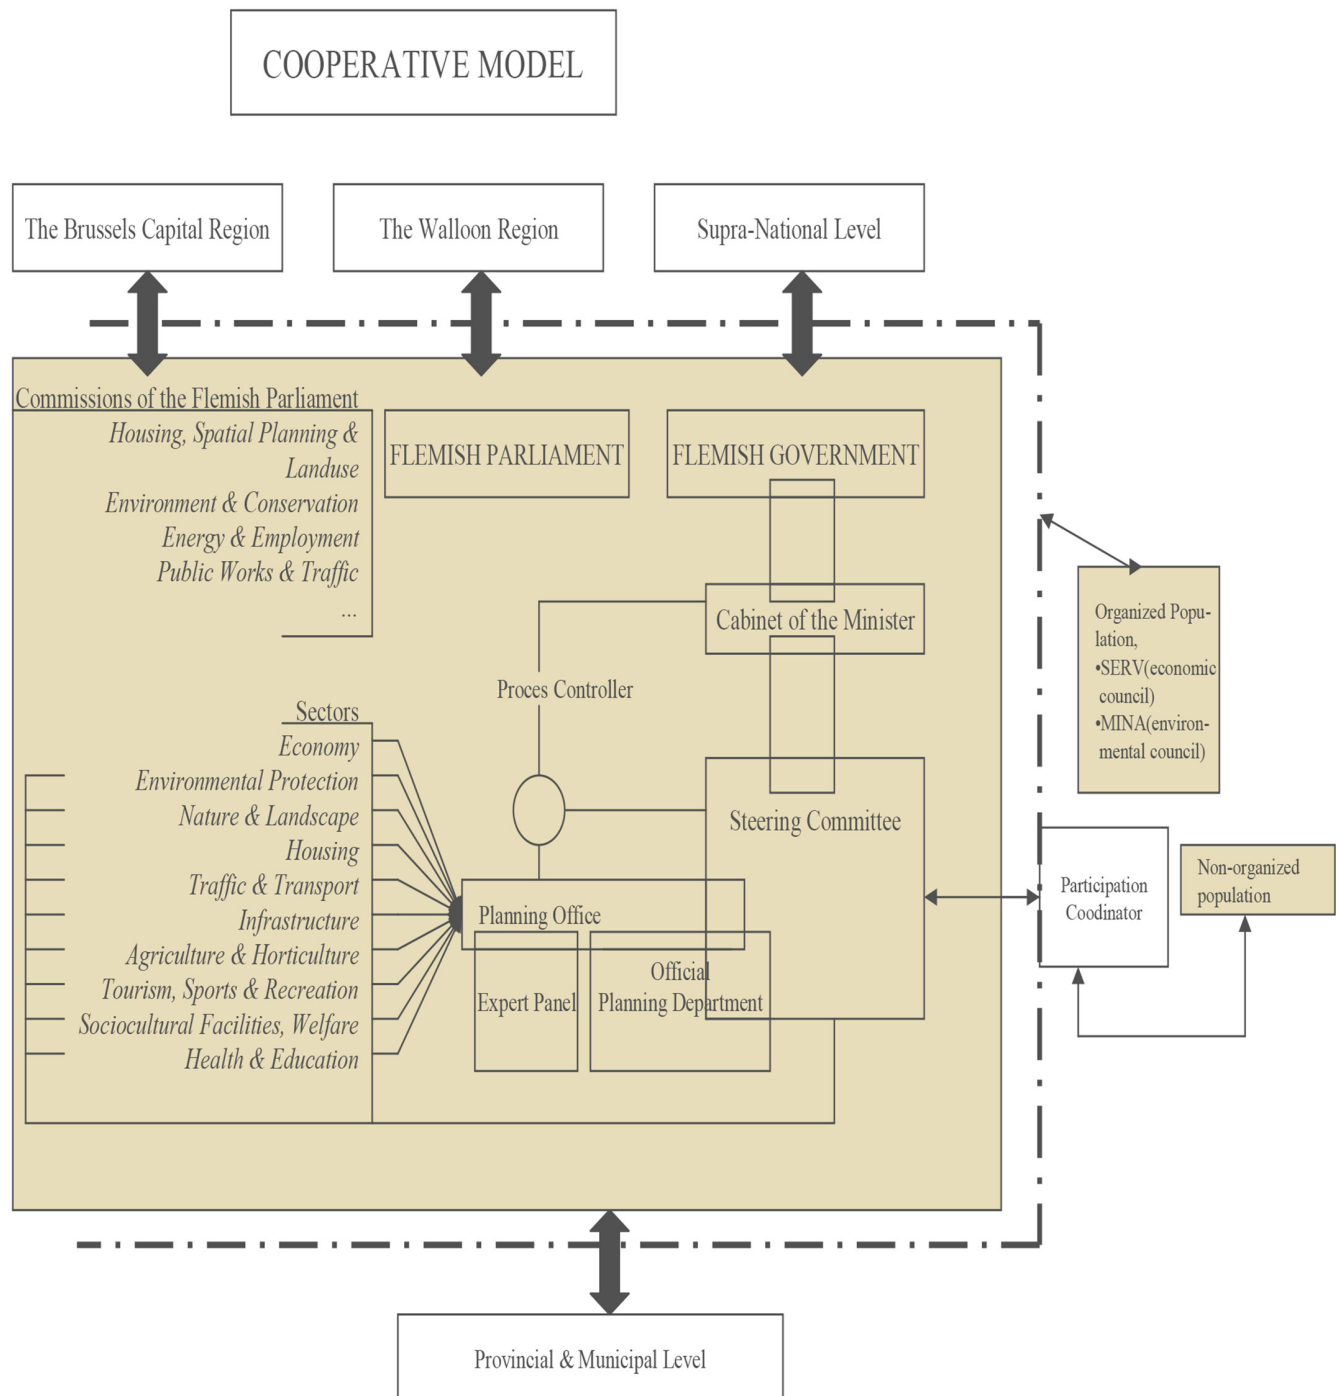 COOPERATIVE MODEL
The Brussels Capital Region
The Walloon Region
Supra-National Level
Commissions of the Flemish Parliament
Housing, Spatial Planning &
Landuse
Environment & Conservation
Energy & Employment
Public Works & Traffic
...
FLEMISH PARLIAMENT
FLEMISH GOVERNMENT
Cabinet of the Minister
Proces Controller
Organized Popu-
lation,
•SERV(economic
council)
•MINA(environ-
mental council)
Sectors
Economy
Environmental Protection
Nature & Landscape
Housing
Traffic & Transport
Infrastructure
Agriculture & Horticulture
Tourism, Sports & Recreation
Sociocultural Facilities, Welfare
Health & Education
Steering Committee
Planning Office
Expert Panel
Official
Planning Department
Participation
Coodinator
Non-organized
population
Provincial & Municipal Level